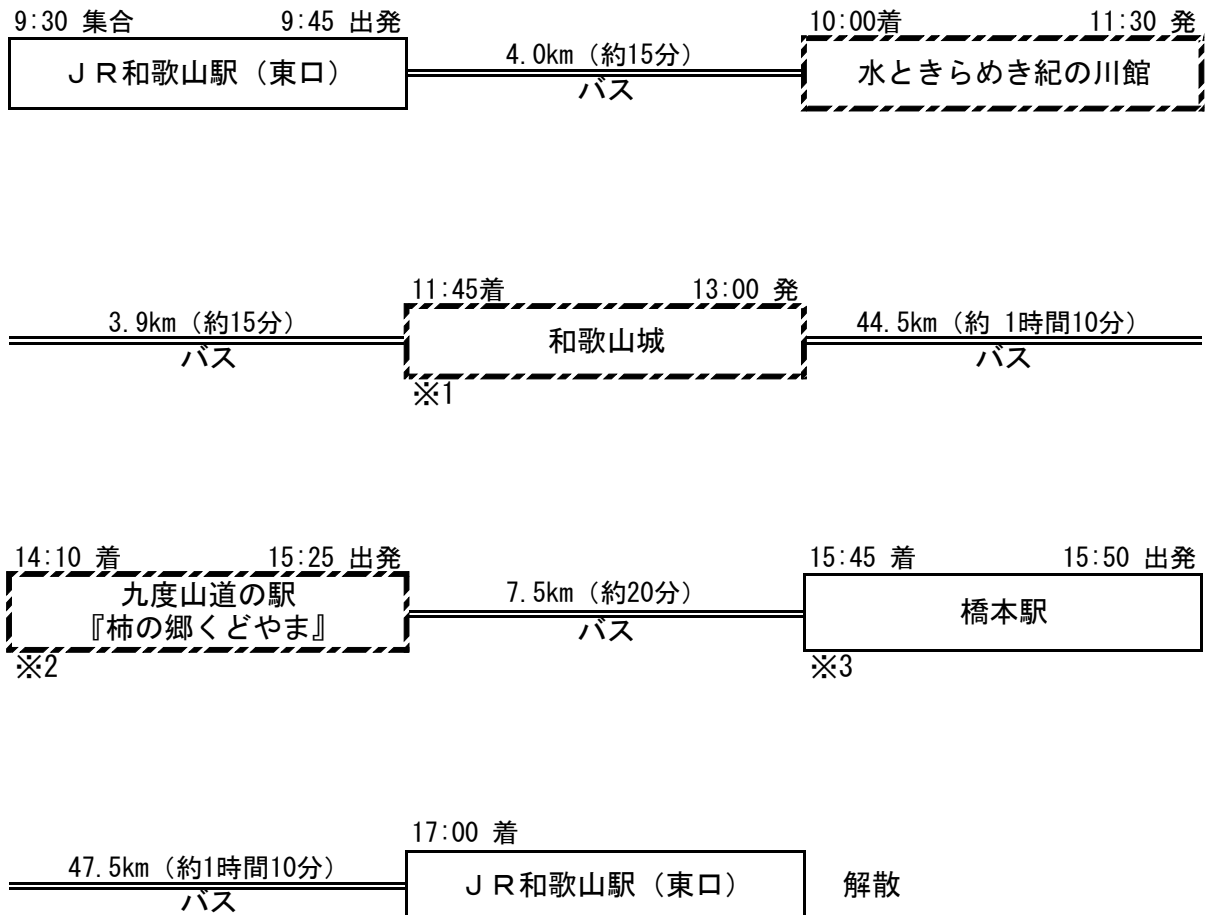 9:30 集合 9:45 出発 10:00着 11:30 発
ＪＲ和歌山駅（東口） 4.0km（約15分） 水ときらめき紀の川館
バス
11:45着 13:00 発
3.9km（約15分） 和歌山城 44.5km（約 1時間10分）
バス バス
※1
14:10 着 15:25 出発 15:45 着 15:50 出発
九度山道の駅 7.5km（約20分） 橋本駅
『柿の郷くどやま』 バス
※2 ※3
17:00 着
47.5km（約1時間10分） ＪＲ和歌山駅（東口） 解散
バス